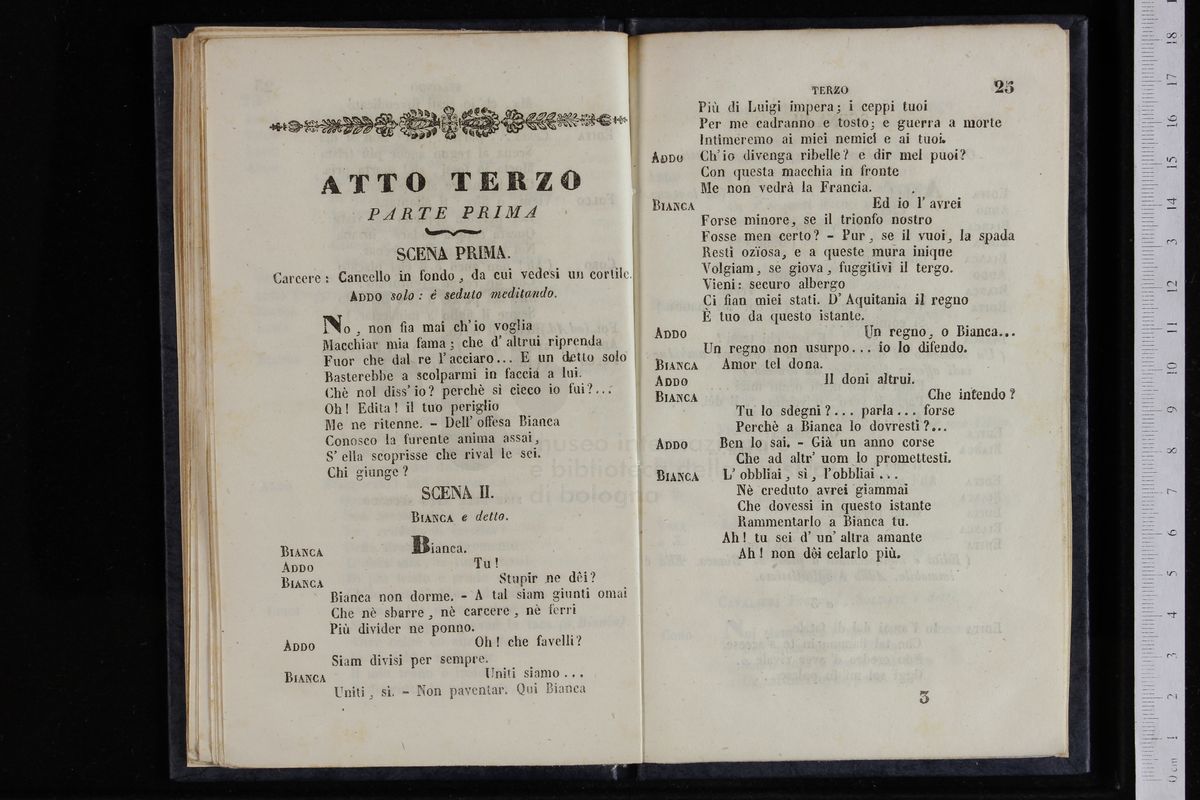 ATTO TERZO
PARTE PRIMA
SCENA PRIMA.
Carcere : Cancello in fondo, da cui vedesi un cortile.
ADDO solo : è seduto meditando.
No, non fia mai ch'io voglia
Macchiar mia fama ; che d'altrui riprenda
Fuor che dal re l'acciaro... E un detto solo
Basterebbe a scolparmi in faccia a lui.
Chè nol diss'io? perchè sì cieco io fui?...
Oh! Edita! il tuo periglio
Me ne ritenne. - Dell'offesa Bianca
Conosco la furente anima assai,
S'ella scoprisse che rival le sei.
Chi giunge?
SCENA II.
BIANCA e detto.
BIANCA Bianca.
ADDO Tu!
BIANCA Stupir ne dêi?
Bianca non dorme. - A tal siam giunti omai
Che nè sbarre, nè carcere, nè ferri
Più divider ne ponno.
ADDO Oh! che favelli?
Siam divisi per sempre.
BIANCA Uniti siamo...
Uniti, sì. - Non paventar. Qui Bianca
TERZO 25
Più di Luigi impera; i ceppi tuoi
Per me cadranno e tosto; e guerra a morte
Intimeremo ai miei nemici e ai tuoi.
ADDO Ch'io divenga ribelle? e dir mel puoi?
Con questa macchia in fronte
Me non vedrà la Francia.
BIANCA Ed io l'avrei
Forse minore, se il trionfo nostro
Fosse men certo? - Pur, se il vuoi, la spada
Resti ozïosa, e a queste mura inique
Volgiam, se giova, fuggitivi il tergo.
Vieni: securo albergo
Ci fian miei stati. D'Aquitania il regno
È tuo da questo istante.
ADDO Un regno, o Bianca...
Un regno non usurpo... io lo difendo.
BIANCA Amor tel dona.
ADDO Il doni altrui.
BIANCA Che intendo?
Tu lo sdegni?... parla... forse
Perchè a Bianca lo dovresti?...
ADDO Ben lo sai. - Già un anno corse
Che ad altr'uom lo promettesti.
BIANCA L'obbliai, sì, l'obbliai...
Nè creduto avrei giammai
Che dovessi in questo istante
Rammentarlo a Bianca tu.
Ah! tu sei d'un'altra amante
Ah! non dêi celarlo più.
3